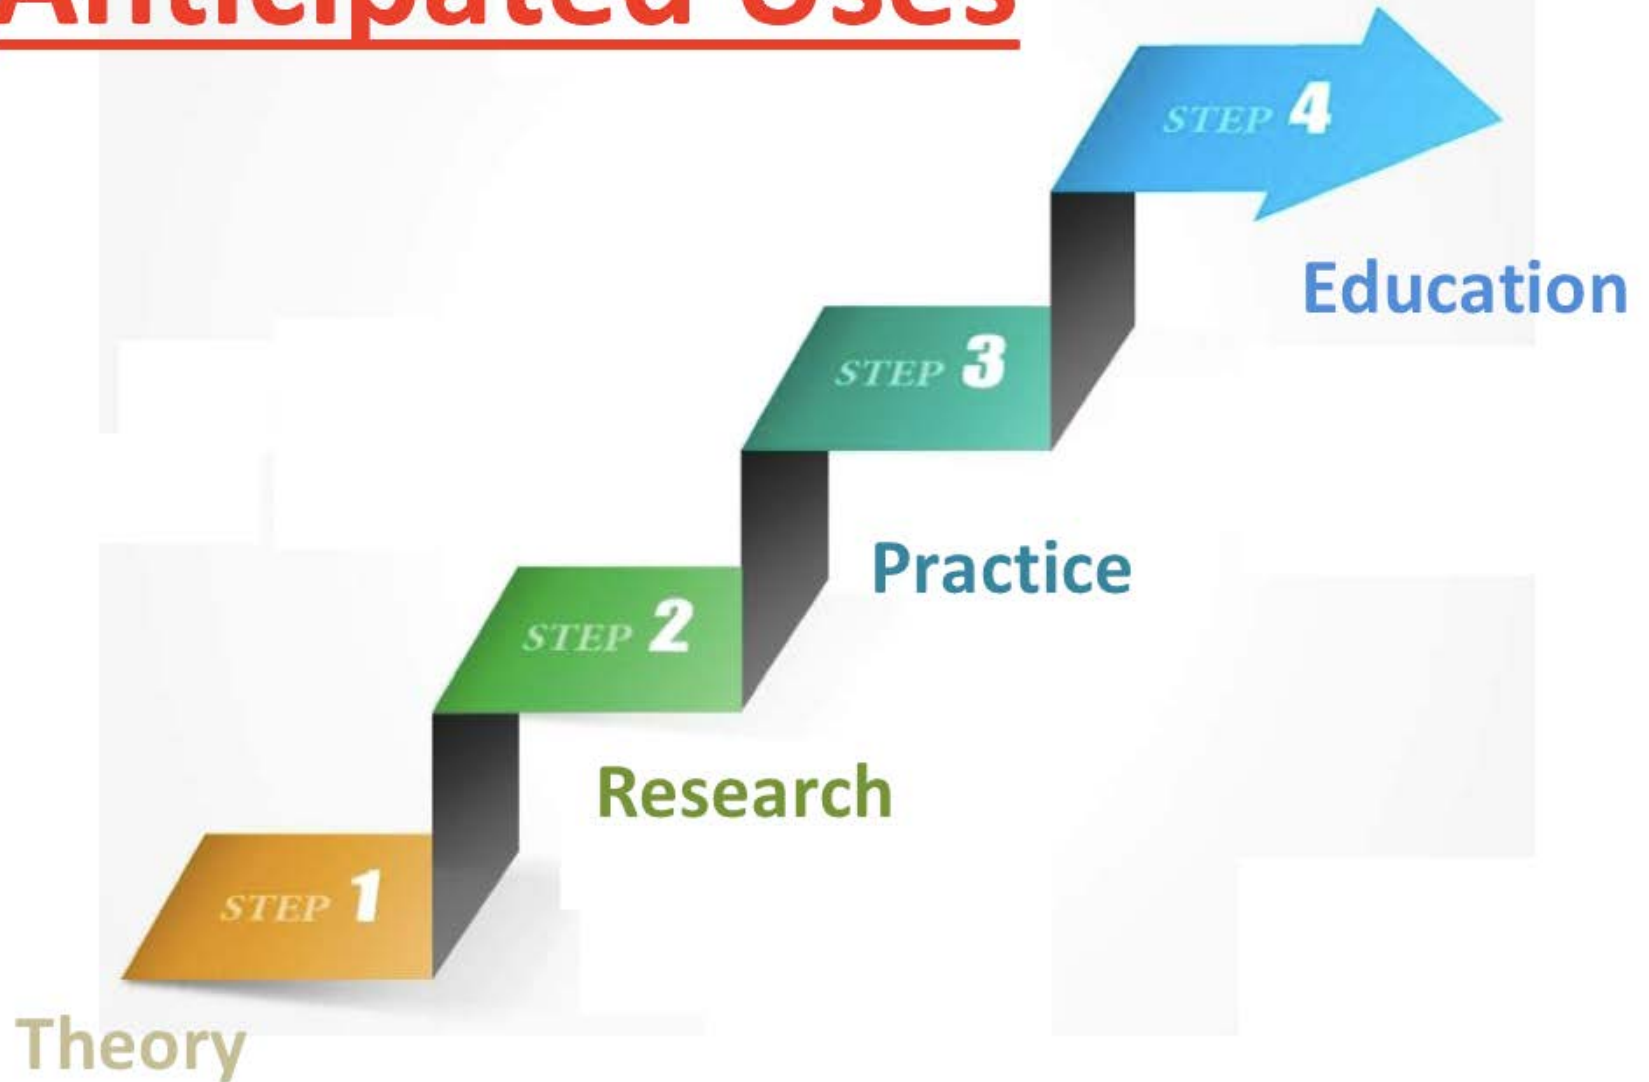 Anticipated Uses
STEP 4
Education
STEP 3
Practice
STEP 2
Research
STEP 1
Theory